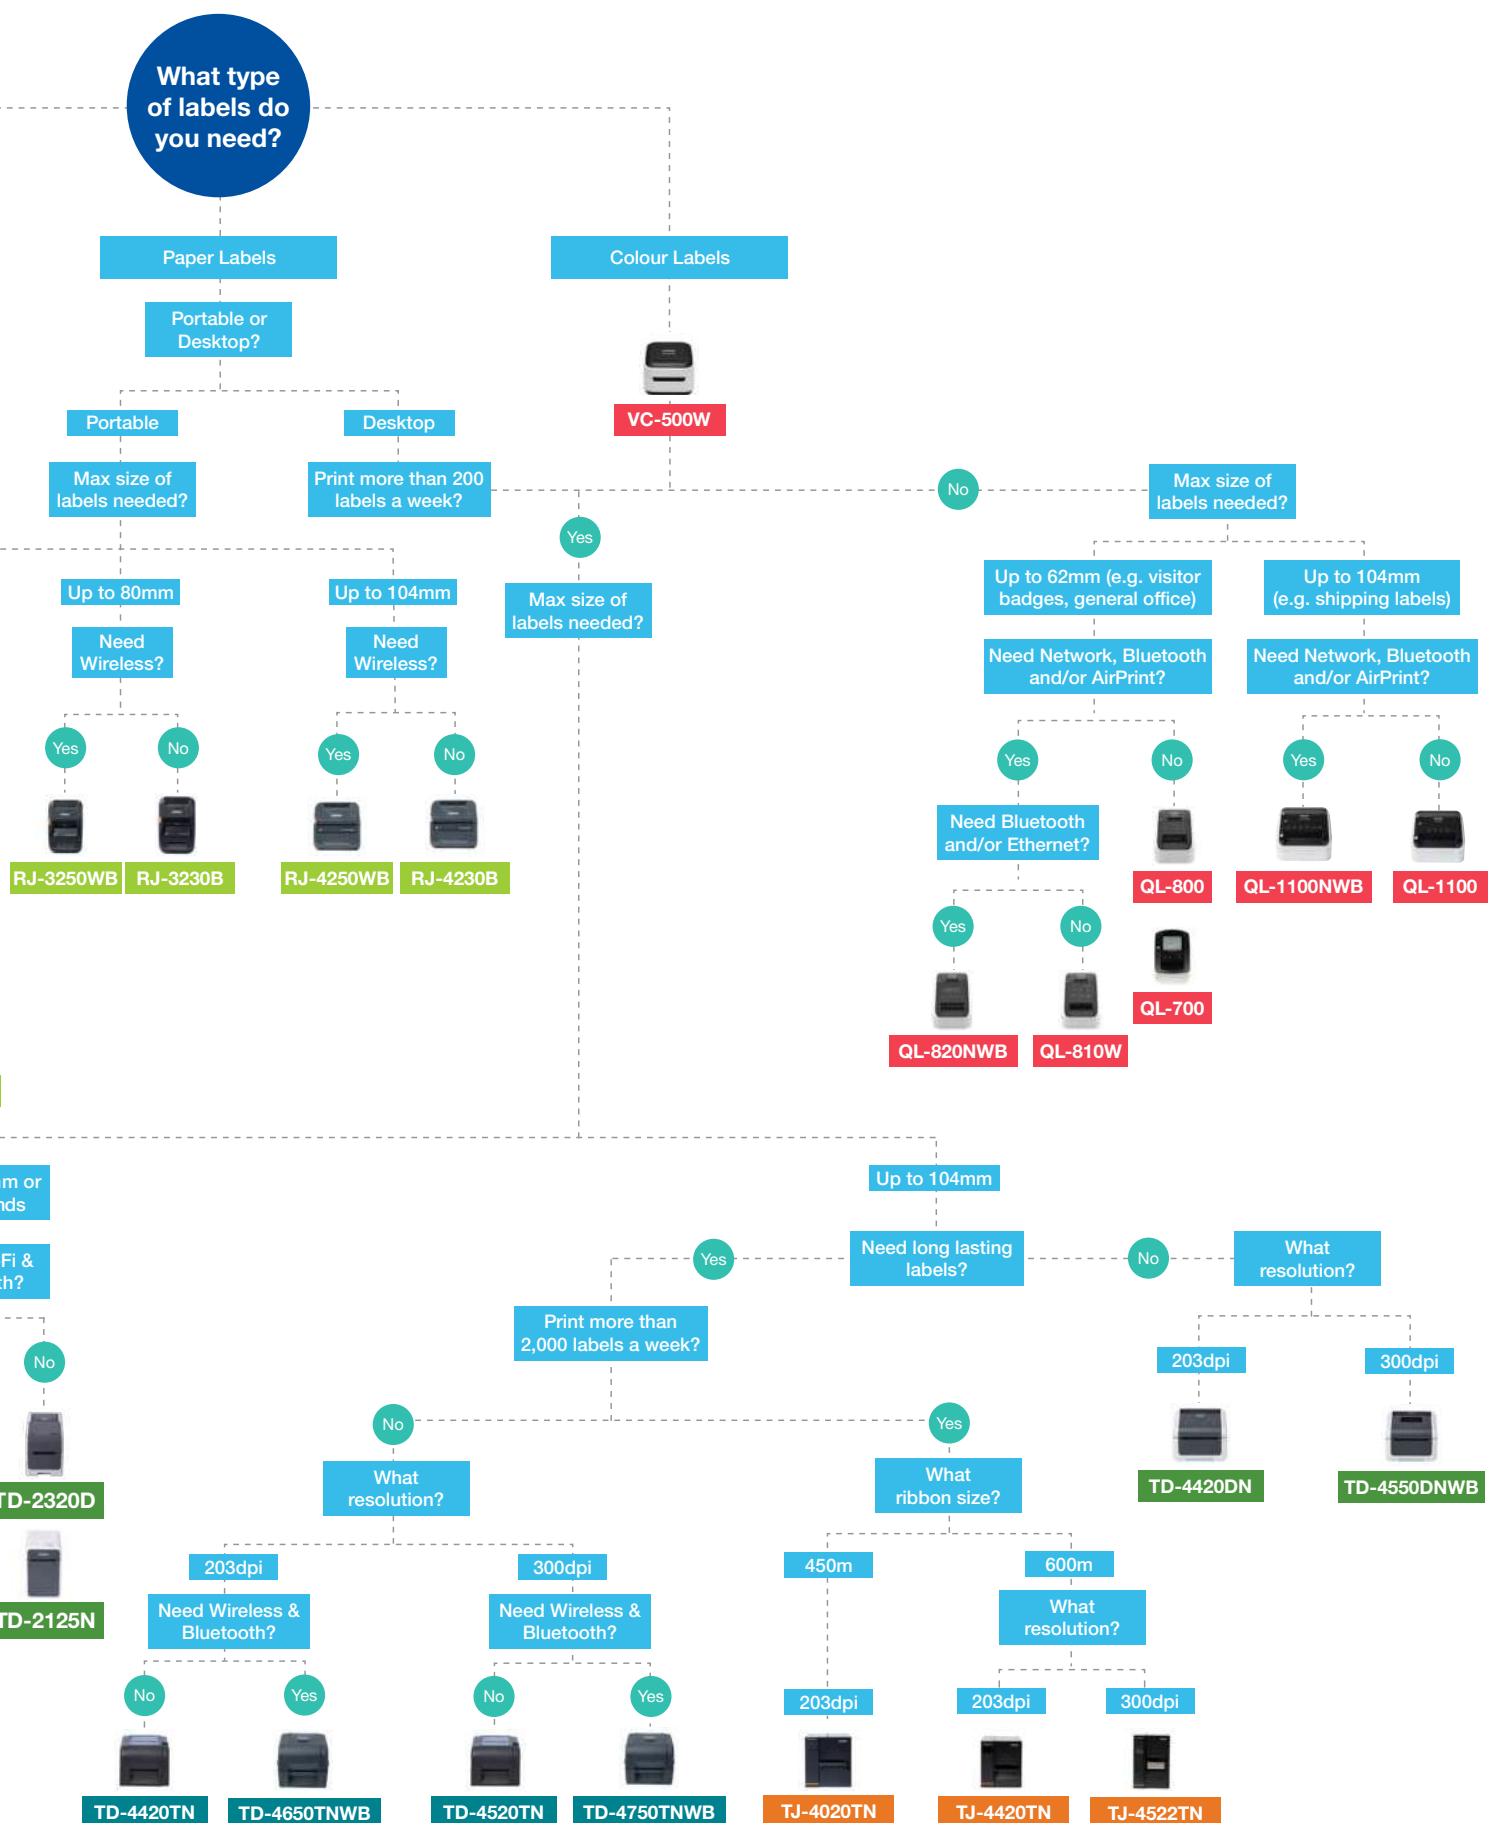 What type
of labels do
you need?
Paper Labels
Colour Labels
Portable or
Desktop?
Portable
Desktop
VC-500W
Max size of
labels needed?
Print more than 200
labels a week?
No
Max size of
labels needed?
Yes
Up to 80mm
Up to 104mm
Max size of
labels needed?
Up to 62mm (e.g. visitor
badges, general office)
Up to 104mm
(e.g. shipping labels)
Need
Wireless?
Need
Wireless?
Need Network, Bluetooth
and/or AirPrint?
Need Network, Bluetooth
and/or AirPrint?
Yes
No
Yes
No
Yes
No
Yes
No
Need Bluetooth
and/or Ethernet?
RJ-3250WB
RJ-3230B
RJ-4250WB
RJ-4230B
QL-800
QL-1100NWB
QL-1100
Yes
No
QL-700
QL-820NWB
QL-810W
Up to 104mm
m or
nds
Fi &
th?
Yes
Need long lasting
labels?
No
What
resolution?
Print more than
2,000 labels a week?
No
203dpi
300dpi
No
Yes
What
resolution?
What
ribbon size?
TD-2320D
TD-4420DN
TD-4550DNWB
203dpi
300dpi
450m
600m
Need Wireless &
Bluetooth?
Need Wireless &
Bluetooth?
What
resolution?
TD-2125N
No
Yes
No
Yes
203dpi
203dpi
300dpi
TD-4420TN
TD-4650TNWB
TD-4520TN
TD-4750TNWB
TJ-4020TN
TJ-4420TN
TJ-4522TN